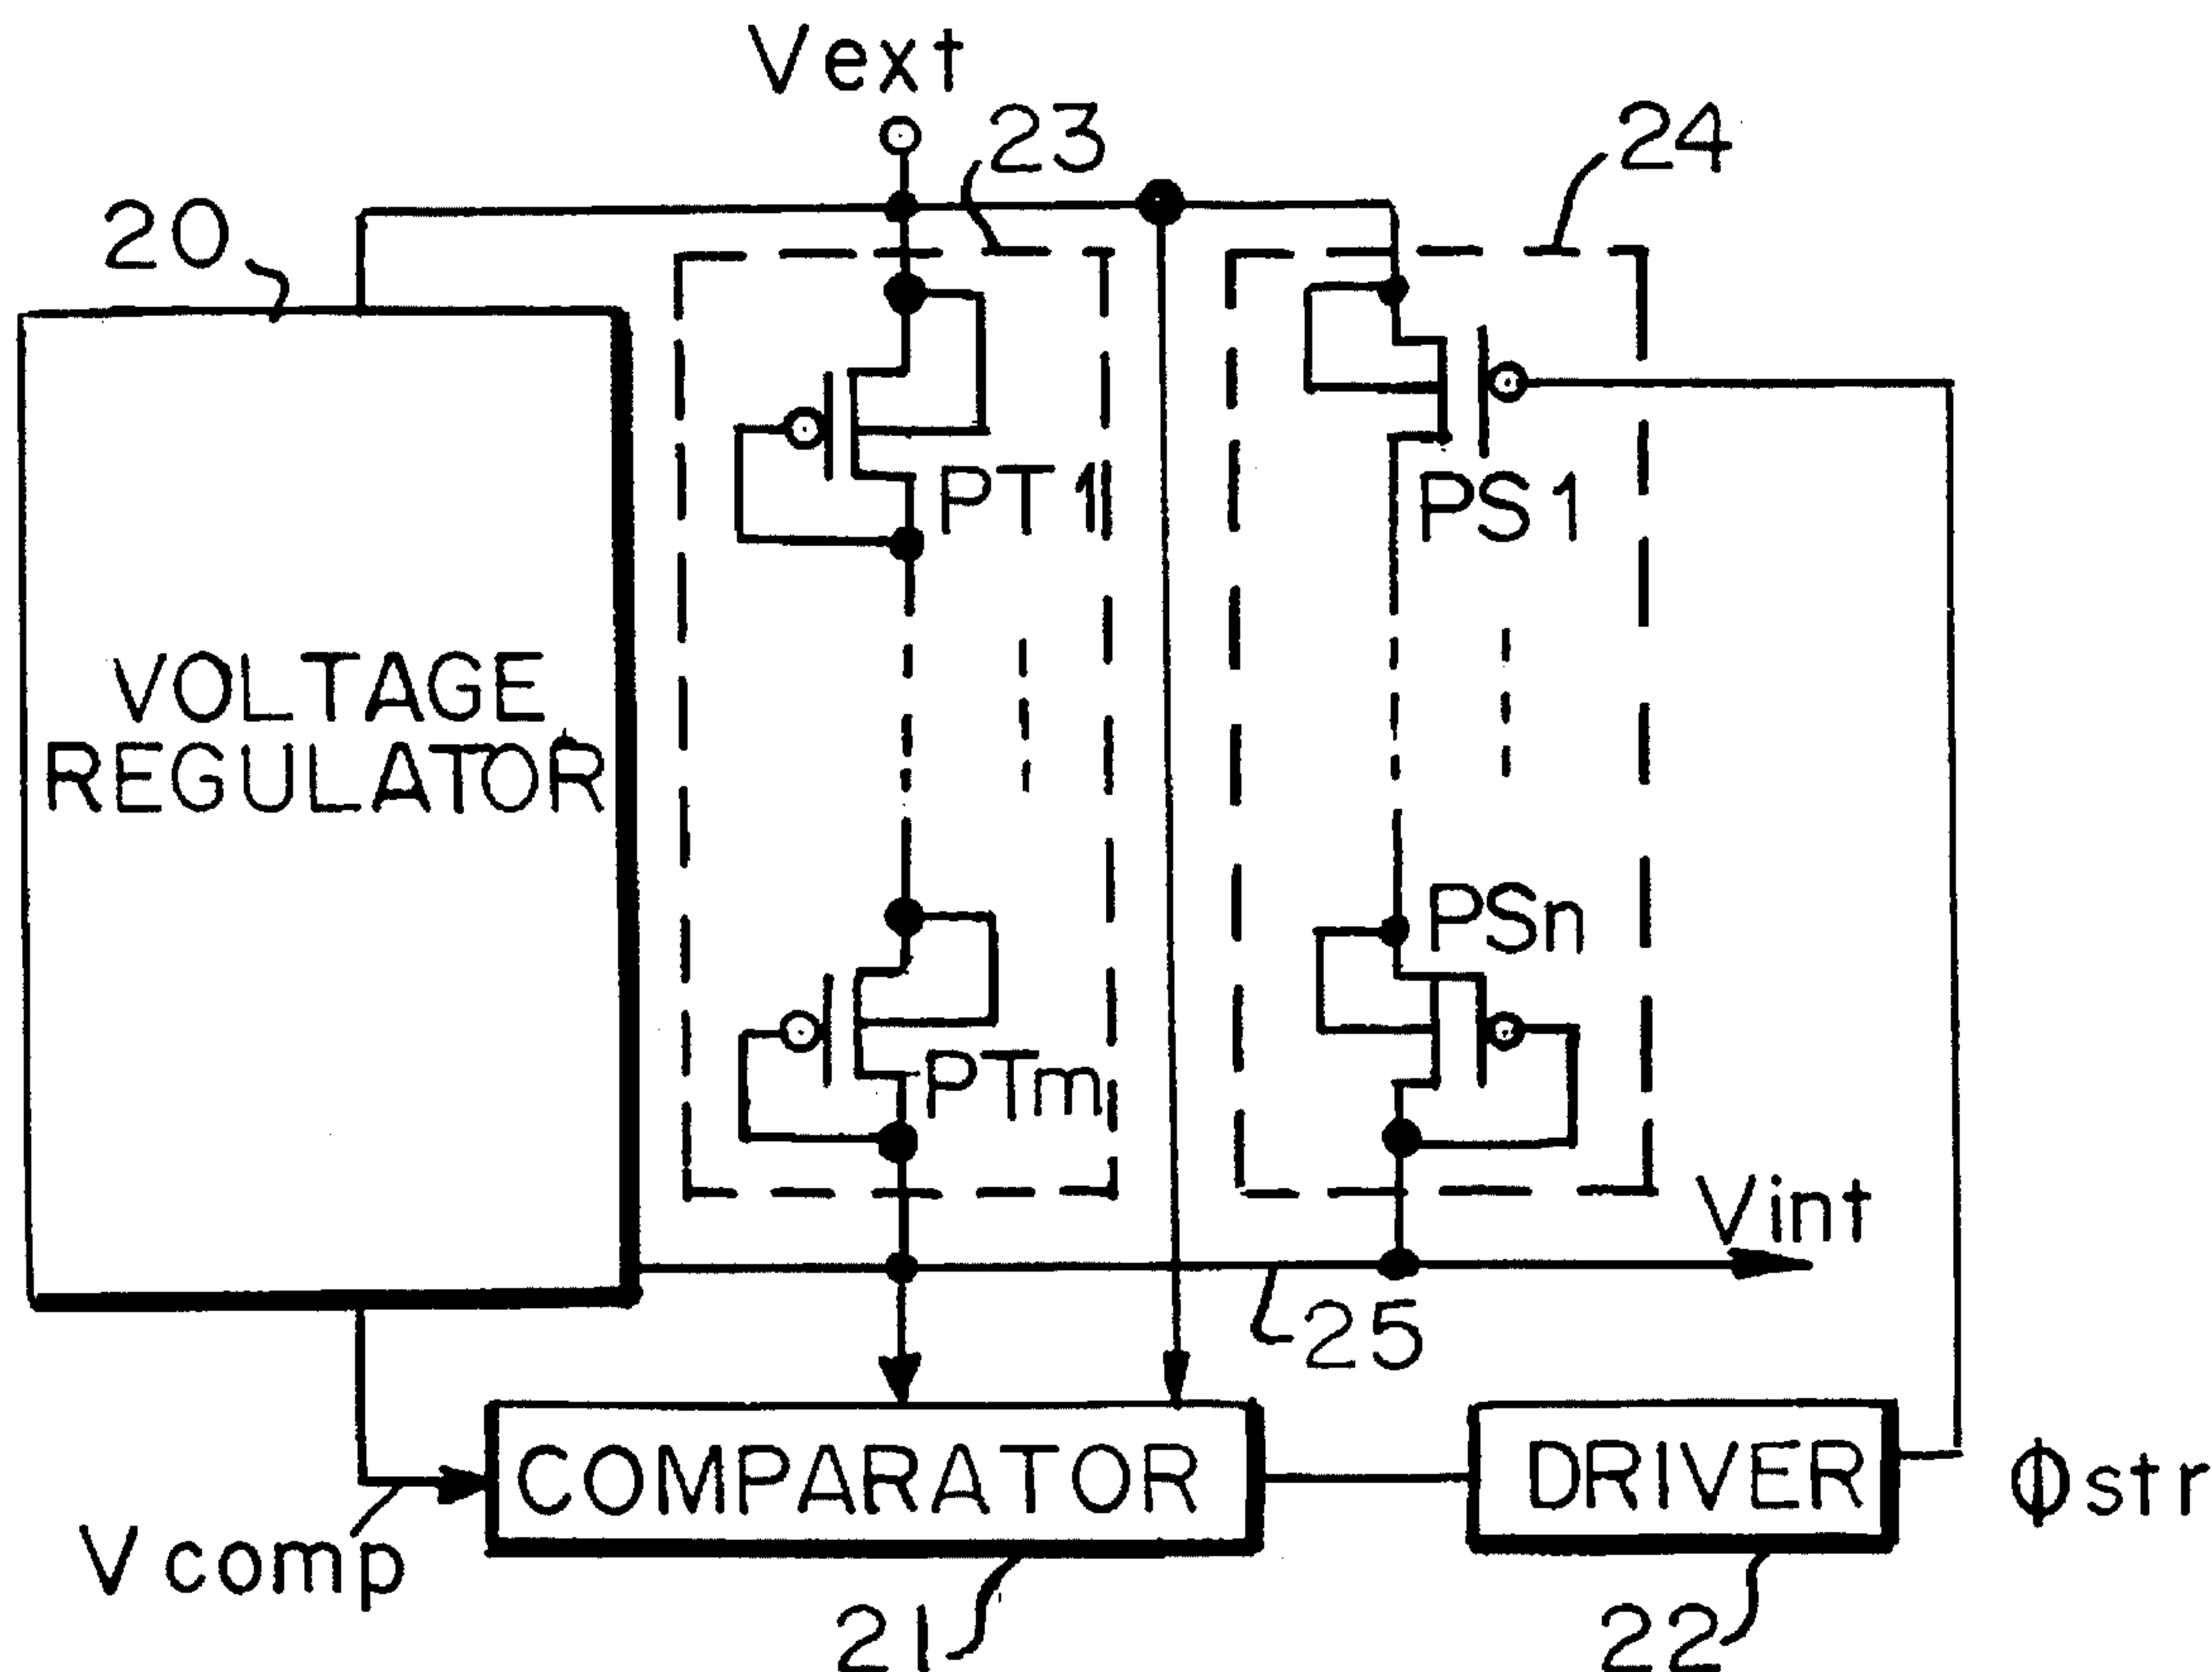 Vext
23
24
20
PT1
PS1
VOLTAGE
REGULATOR
PSn
PTm
Vint
25
COMPARATOR
DRIVER
ϕstr
Vcomp
21
22